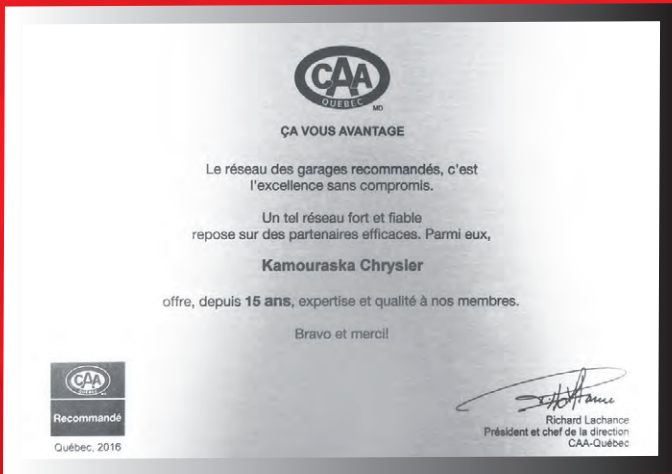 CAA
QUÉBEC
MD
ÇA VOUS AVANTAGE
Le réseau des garages recommandés, c'est
l'excellence sans compromis.
Un tel réseau fort et fiable
repose sur des partenaires efficaces. Parmi eux,
Kamouraska Chrysler
offre, depuis 15 ans, expertise et qualité à nos membres.
Bravo et merci!
CAA
QUÉBEC
Recommandé
Québec, 2016
Richard Lachance
Président et chef de la direction
CAA-Québec